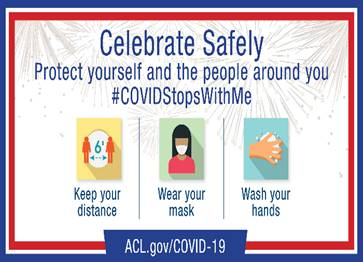 Celebrate Safely
Protect yourself and the people around you
#COVIDStopsWithMe
6'
Keep your
distance
Wear your
mask
Wash your
hands
ACL.gov/COVID-19